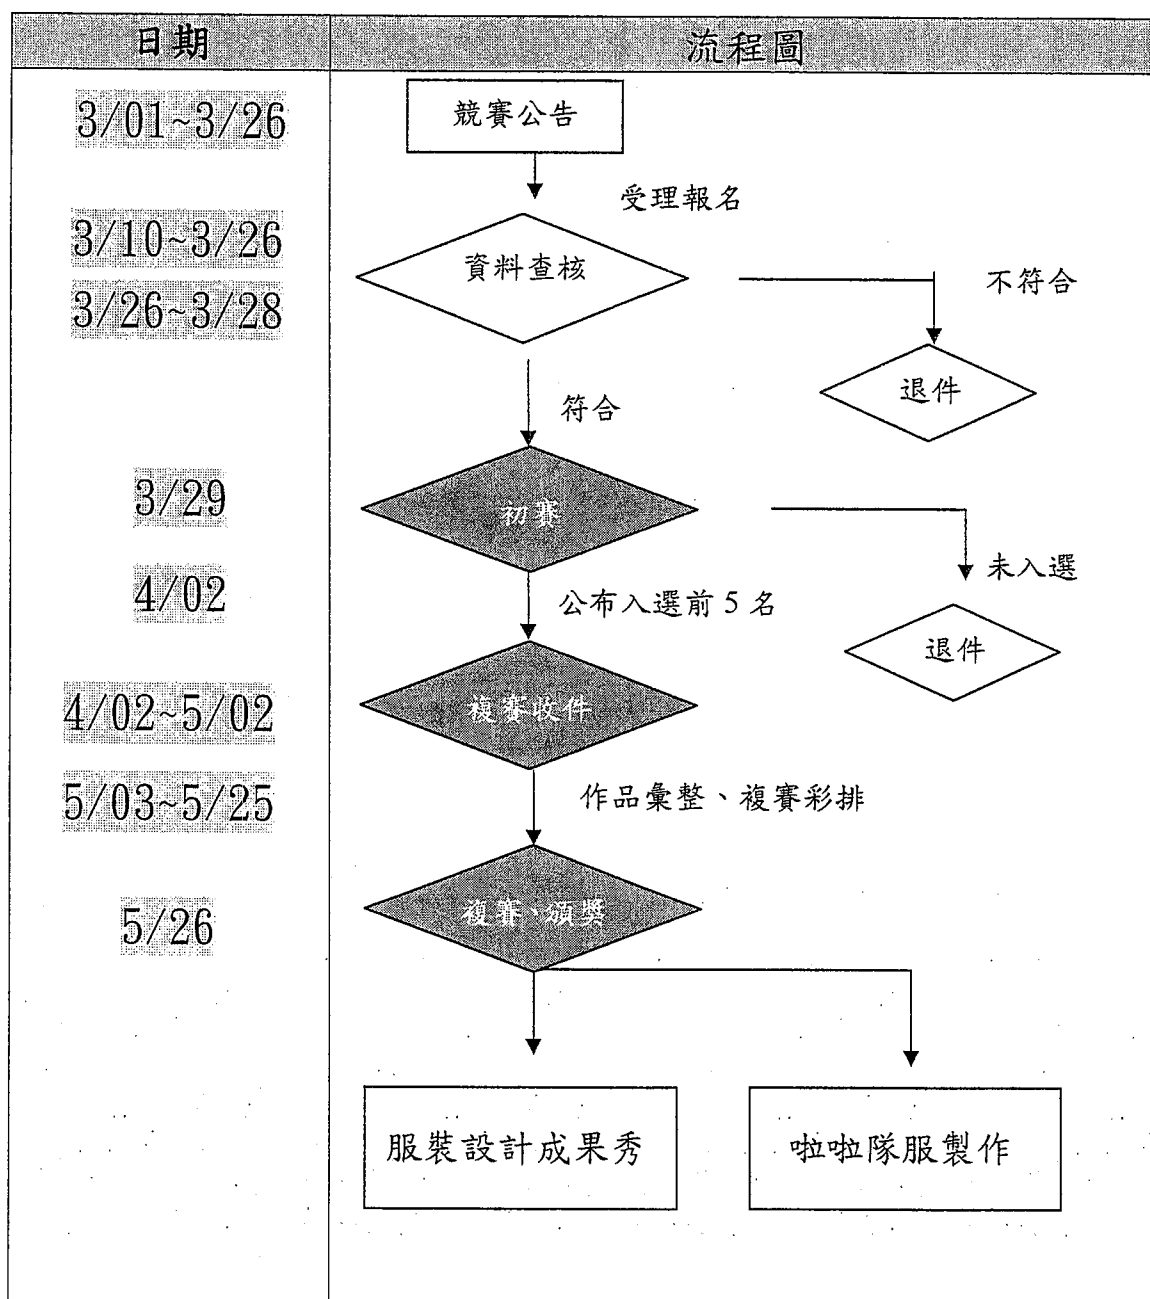 日期
流程圖
3/01~3/26
競賽公告
受理報名
3/10~3/26
資料查核
不符合
3/26~3/28
退件
符合
3/29
初賽
未入選
4/02
公布入選前 5 名
退件
4/02~5/02
複賽收件
5/03~5/25
作品彙整、複賽彩排
5/26
複賽、頒獎
服裝設計成果秀
啦啦隊服製作